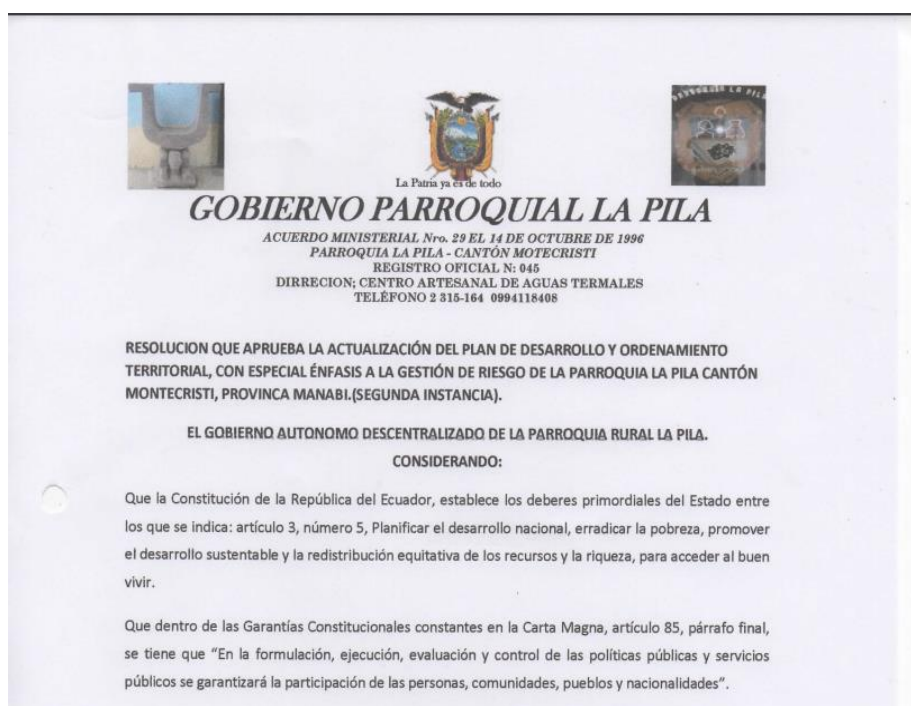 PARROQUIA LA PILA
La Patria ya es de todo
GOBIERNO PARROQUIAL LA PILA
ACUERDO MINISTERIAL Nro. 29 EL 14 DE OCTUBRE DE 1996
PARROQUIA LA PILA - CANTÓN MOTECRISTI
REGISTRO OFICIAL N: 045
DIRRECION; CENTRO ARTESANAL DE AGUAS TERMALES
TELÉFONO 2 315-164 0994118408
RESOLUCION QUE APRUEBA LA ACTUALIZACIÓN DEL PLAN DE DESARROLLO Y ORDENAMIENTO
TERRITORIAL, CON ESPECIAL ÉNFASIS A LA GESTIÓN DE RIESGO DE LA PARROQUIA LA PILA CANTÓN
MONTECRISTI, PROVINCA MANABI.(SEGUNDA INSTANCIA).
EL GOBIERNO AUTONOMO DESCENTRALIZADO DE LA PARROQUIA RURAL LA PILA.
CONSIDERANDO:
Que la Constitución de la República del Ecuador, establece los deberes primordiales del Estado entre
los que se indica: artículo 3, número 5, Planificar el desarrollo nacional, erradicar la pobreza, promover
el desarrollo sustentable y la redistribución equitativa de los recursos y la riqueza, para acceder al buen
vivir.
Que dentro de las Garantías Constitucionales constantes en la Carta Magna, artículo 85, párrafo final,
se tiene que “En la formulación, ejecución, evaluación y control de las políticas públicas y servicios
públicos se garantizará la participación de las personas, comunidades, pueblos y nacionalidades”.